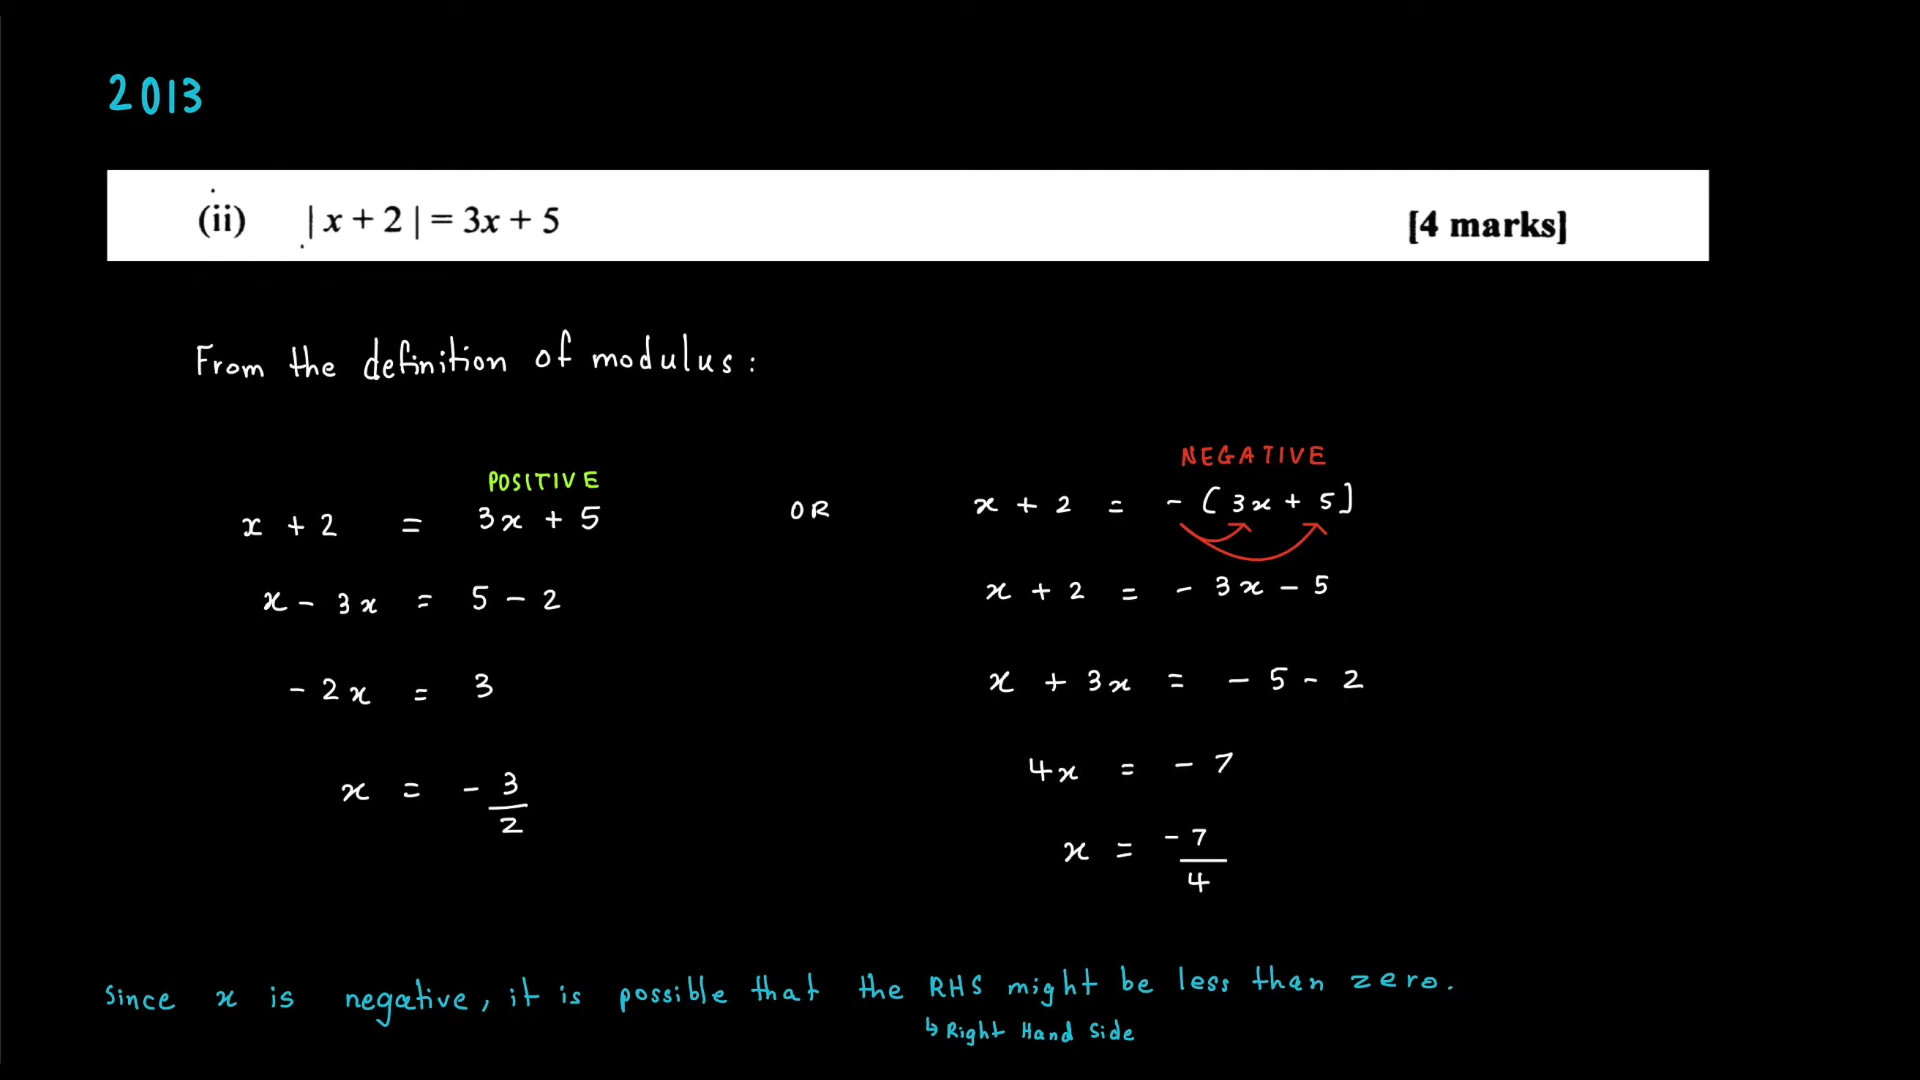 2013
(ii) | x + 2 | = 3x + 5 [4 marks]
From the definition of modulus:
POSITIVE
x + 2 = 3x + 5
x - 3x = 5 - 2
-2x = 3
x = -3/2
OR
NEGATIVE
x + 2 = -(3x + 5)
x + 2 = -3x - 5
x + 3x = -5 - 2
4x = -7
x = -7/4
Since x is negative, it is possible that the RHS might be less than zero.
↳ Right Hand Side